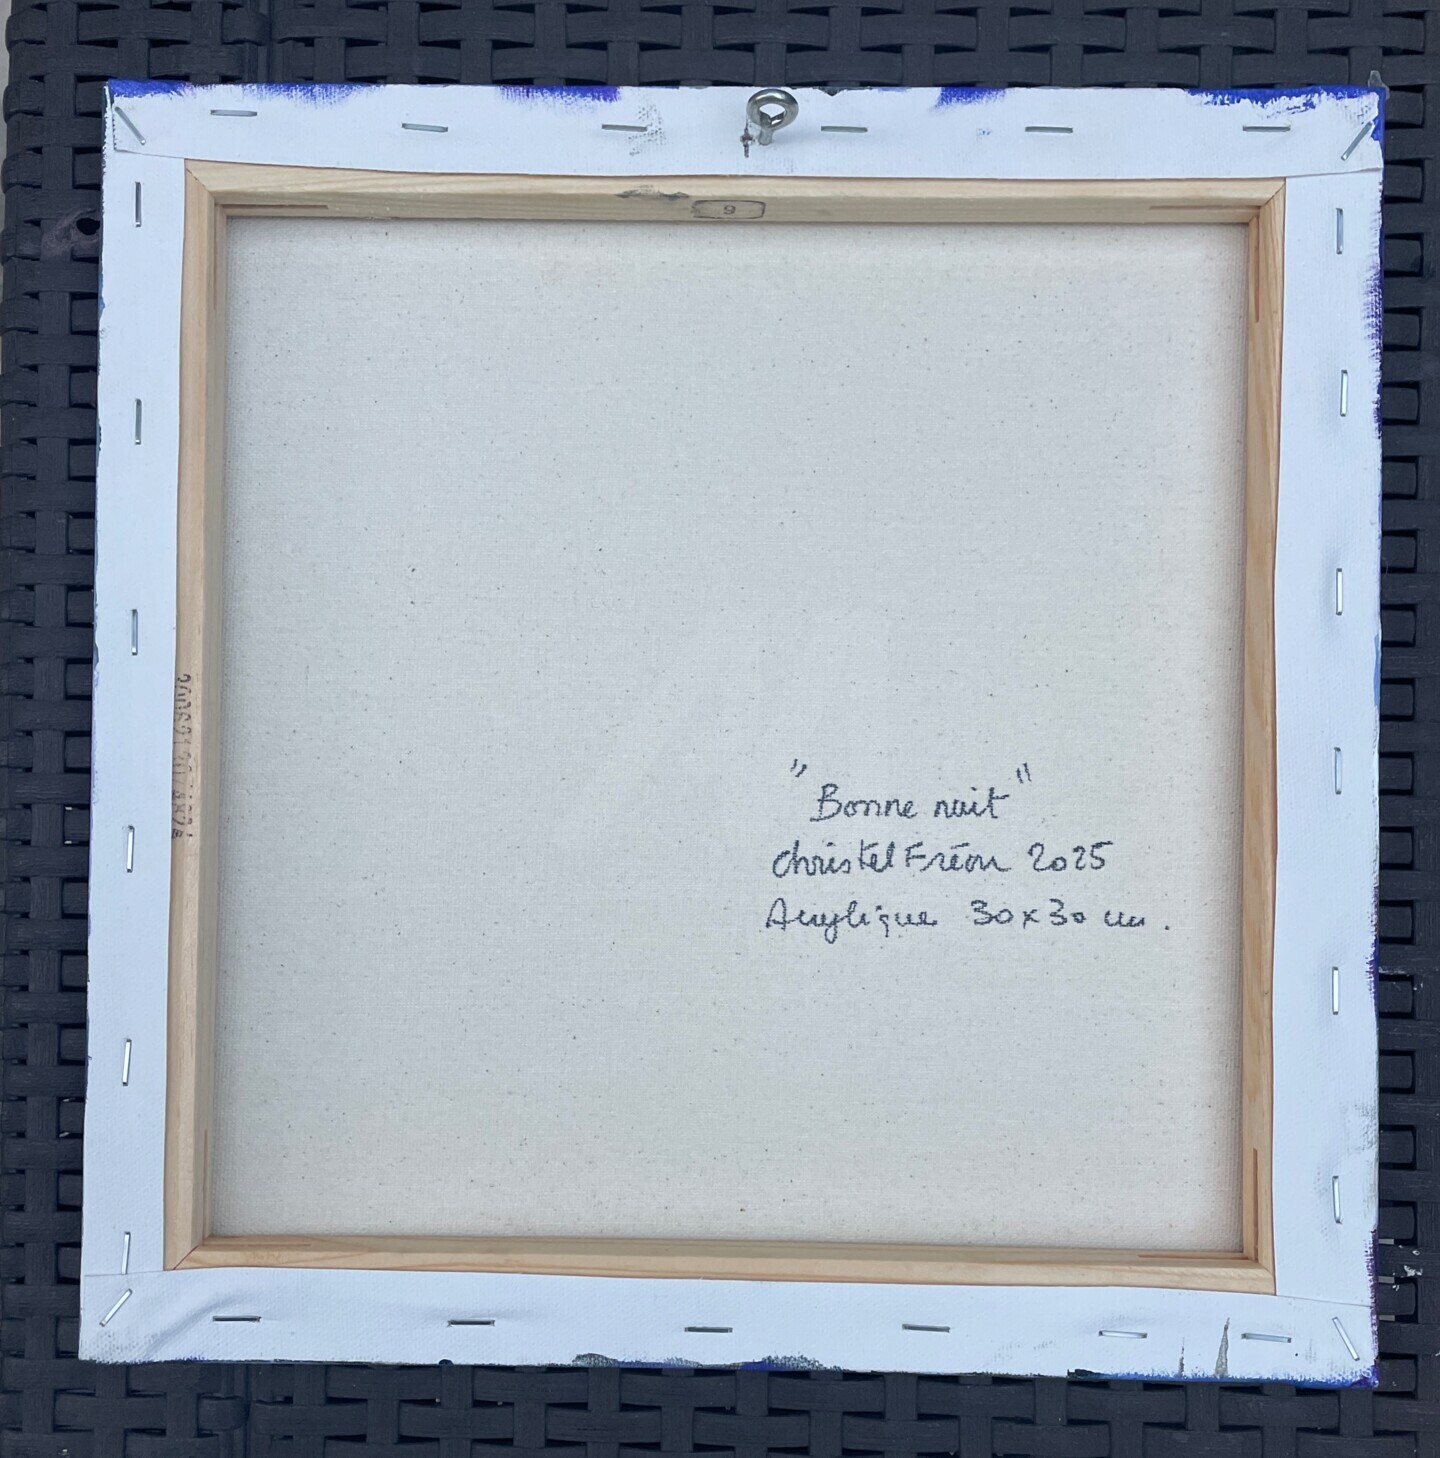 "Bonne nuit"
Christel Fréon 2025
Acrylique 30x30 cm.